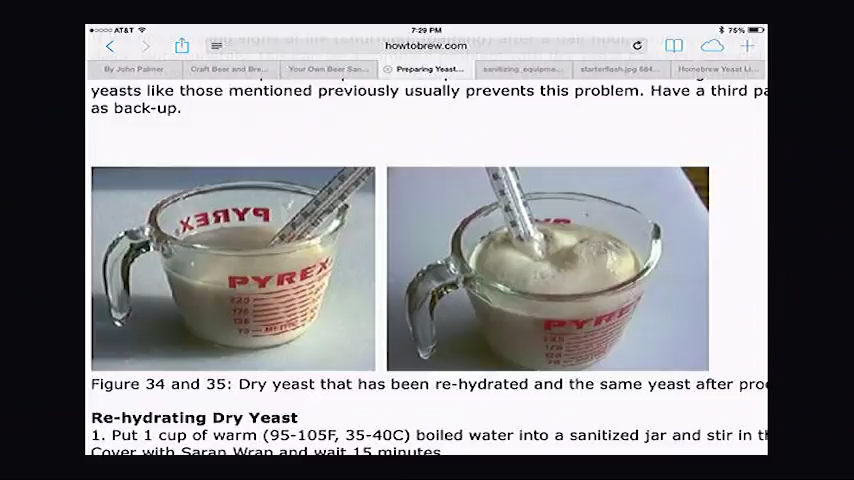 AT&T
7:29 PM
75%
howtobrew.com
By John Palmer
Craft Beer and Bre...
Your Own Beer San...
Preparing Yeast...
sanitizing_equipme...
starterflash.jpg 564...
Homebrew Yeast Li...
yeasts like those mentioned previously usually prevents this problem. Have a third pa
as back-up.
PYREX
PYREX
PYREX
Figure 34 and 35: Dry yeast that has been re-hydrated and the same yeast after pro
Re-hydrating Dry Yeast
1. Put 1 cup of warm (95-105F, 35-40C) boiled water into a sanitized jar and stir in th
Cover with Saran Wrap and wait 15 minutes.